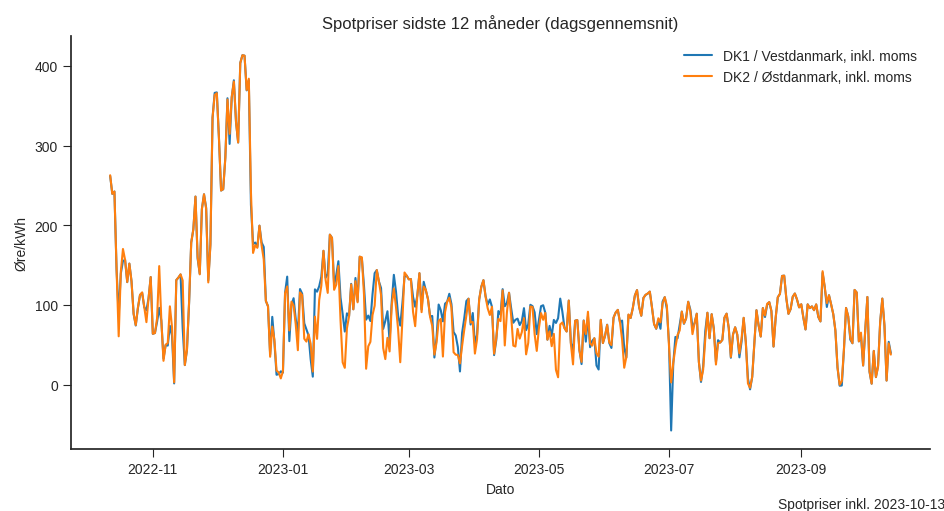 Spotpriser sidste 12 måneder (dagsgennemsnit)
DK1 / Vestdanmark, inkl. moms
DK2 / Østdanmark, inkl. moms
400
300
200
100
0
Øre/kWh
2022-11 2023-01 2023-03 2023-05 2023-07 2023-09
Dato
Spotpriser inkl. 2023-10-13